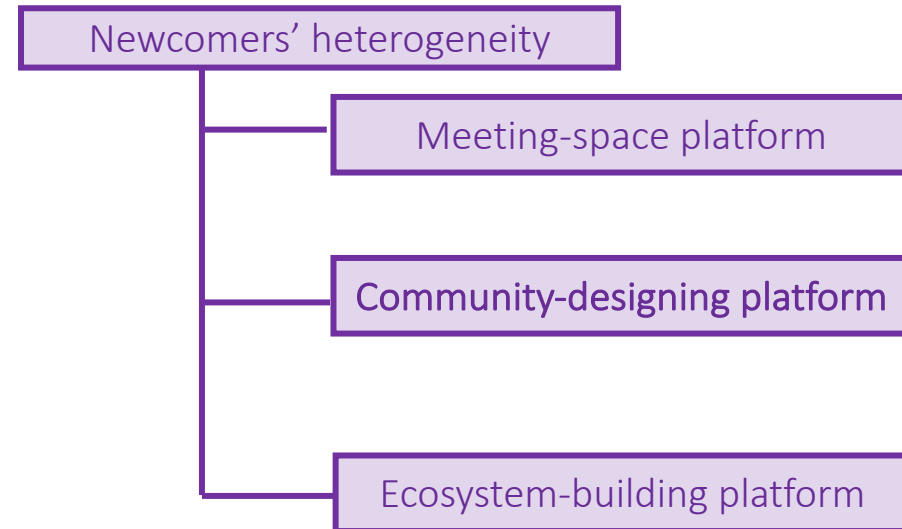 Newcomers’ heterogeneity
Meeting-space platform
Community-designing platform
Ecosystem-building platform